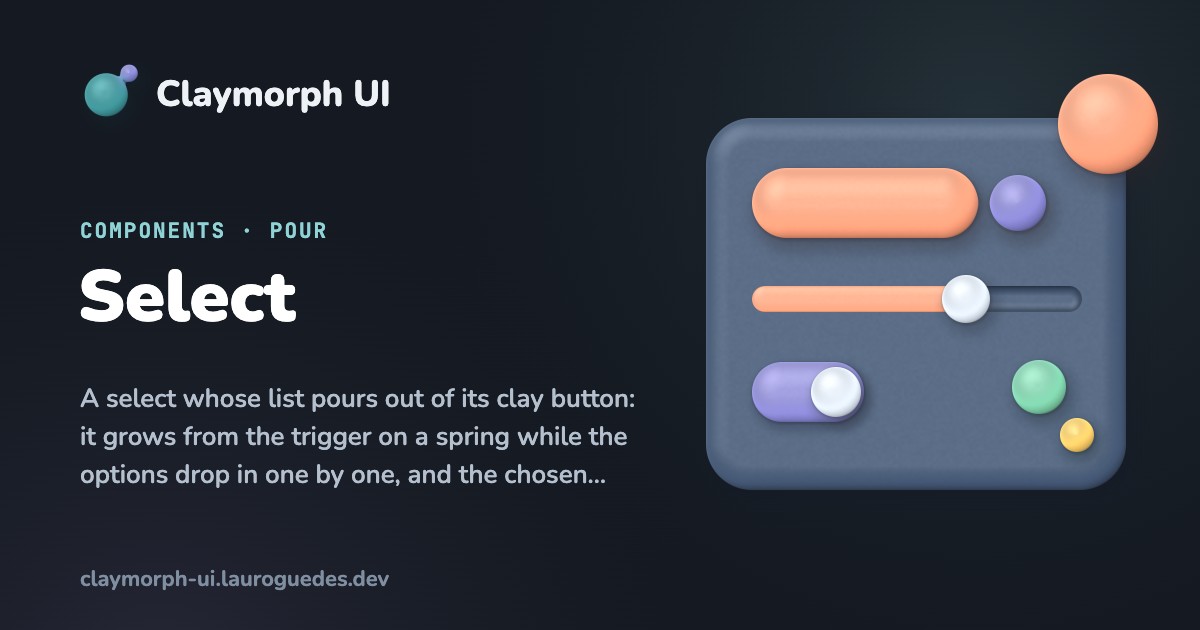 Claymorph UI
COMPONENTS · POUR
Select
A select whose list pours out of its clay button:
it grows from the trigger on a spring while the
options drop in one by one, and the chosen...
claymorph-ui.lauroguedes.dev